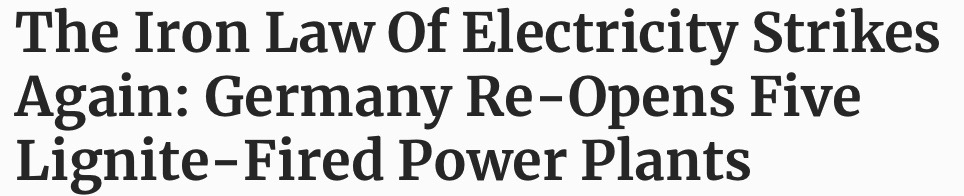 The Iron Law Of Electricity Strikes
Again: Germany Re-Opens Five
Lignite-Fired Power Plants